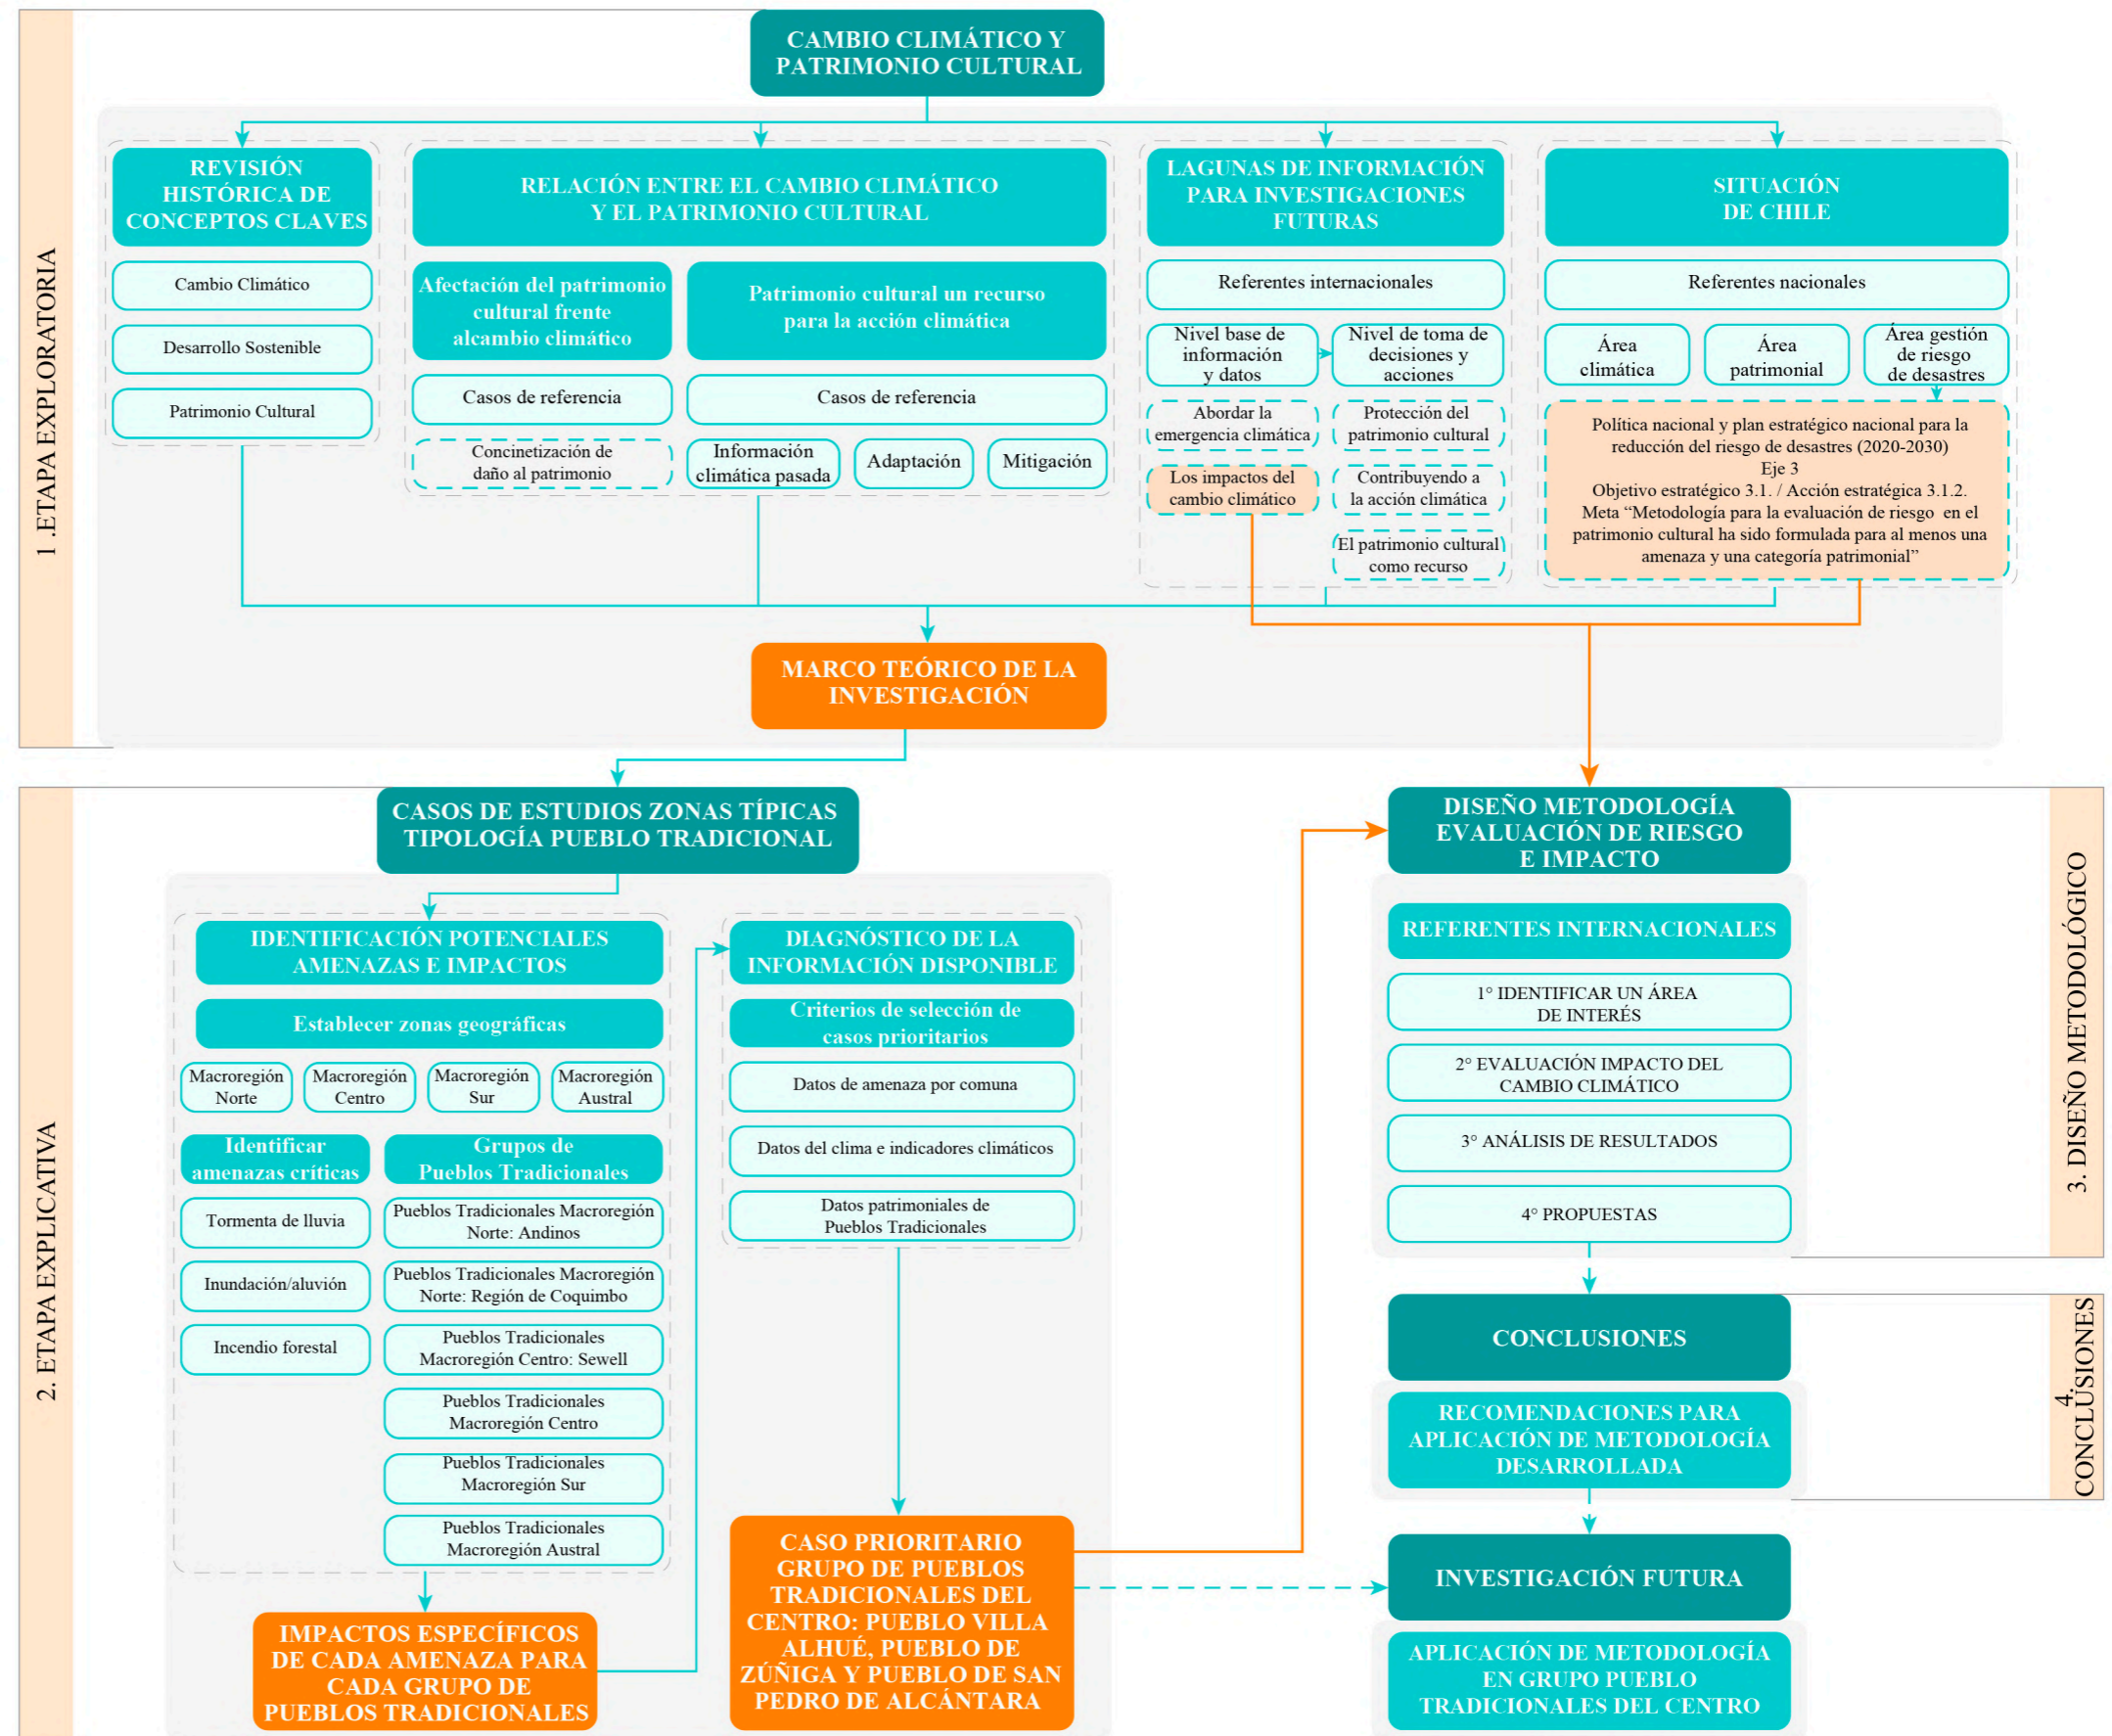 1 .ETAPA EXPLORATORIA
CAMBIO CLIMÁTICO Y
PATRIMONIO CULTURAL
REVISIÓN
HISTÓRICA DE
CONCEPTOS CLAVES
Cambio Climático
Desarrollo Sostenible
Patrimonio Cultural
RELACIÓN ENTRE EL CAMBIO CLIMÁTICO
Y EL PATRIMONIO CULTURAL
Afectación del patrimonio
cultural frente
alcambio climático
Casos de referencia
Concinetización de
daño al patrimonio
Patrimonio cultural un recurso
para la acción climática
Casos de referencia
Información
climática pasada
Adaptación
Mitigación
LAGUNAS DE INFORMACIÓN
PARA INVESTIGACIONES
FUTURAS
Referentes internacionales
Nivel base de
información
y datos
Nivel de toma de
decisiones y
acciones
Abordar la
emergencia climática
Protección del
patrimonio cultural
Los impactos del
cambio climático
Contribuyendo a
la acción climática
El patrimonio cultural
como recurso
SITUACIÓN
DE CHILE
Referentes nacionales
Área
climática
Área
patrimonial
Área gestión
de riesgo
de desastres
Política nacional y plan estratégico nacional para la
reducción del riesgo de desastres (2020-2030)
Eje 3
Objetivo estratégico 3.1. / Acción estratégica 3.1.2.
Meta “Metodología para la evaluación de riesgo en el
patrimonio cultural ha sido formulada para al menos una
amenaza y una categoría patrimonial”
MARCO TEÓRICO DE LA
INVESTIGACIÓN
2. ETAPA EXPLICATIVA
CASOS DE ESTUDIOS ZONAS TÍPICAS
TIPOLOGÍA PUEBLO TRADICIONAL
IDENTIFICACIÓN POTENCIALES
AMENAZAS E IMPACTOS
Establecer zonas geográficas
Macroregión
Norte
Macroregión
Centro
Macroregión
Sur
Macroregión
Austral
Identificar
amenazas críticas
Tormenta de lluvia
Inundación/aluvión
Incendio forestal
Grupos de
Pueblos Tradicionales
Pueblos Tradicionales Macroregión
Norte: Andinos
Pueblos Tradicionales Macroregión
Norte: Región de Coquimbo
Pueblos Tradicionales
Macroregión Centro: Sewell
Pueblos Tradicionales
Macroregión Centro
Pueblos Tradicionales
Macroregión Sur
Pueblos Tradicionales
Macroregión Austral
IMPACTOS ESPECÍFICOS
DE CADA AMENAZA PARA
CADA GRUPO DE
PUEBLOS TRADICIONALES
DIAGNÓSTICO DE LA
INFORMACIÓN DISPONIBLE
Criterios de selección de
casos prioritarios
Datos de amenaza por comuna
Datos del clima e indicadores climáticos
Datos patrimoniales de
Pueblos Tradicionales
CASO PRIORITARIO
GRUPO DE PUEBLOS
TRADICIONALES DEL
CENTRO: PUEBLO VILLA
ALHUÉ, PUEBLO DE
ZÚÑIGA Y PUEBLO DE SAN
PEDRO DE ALCÁNTARA
3. DISEÑO METODOLÓGICO
DISEÑO METODOLOGÍA
EVALUACIÓN DE RIESGO
E IMPACTO
REFERENTES INTERNACIONALES
1° IDENTIFICAR UN ÁREA
DE INTERÉS
2° EVALUACIÓN IMPACTO DEL
CAMBIO CLIMÁTICO
3° ANÁLISIS DE RESULTADOS
4° PROPUESTAS
4.
CONCLUSIONES
CONCLUSIONES
RECOMENDACIONES PARA
APLICACIÓN DE METODOLOGÍA
DESARROLLADA
INVESTIGACIÓN FUTURA
APLICACIÓN DE METODOLOGÍA
EN GRUPO PUEBLO
TRADICIONALES DEL CENTRO